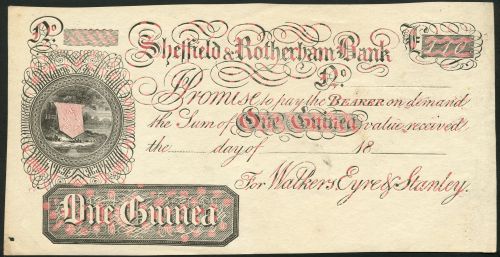 No
Sheffield & Rotherham Bank
No
I Promise to pay the BEARER on demand
the Sum of One Guinea value received
the day of 18
For Walkers, Eyre & Stanley.
One Guinea